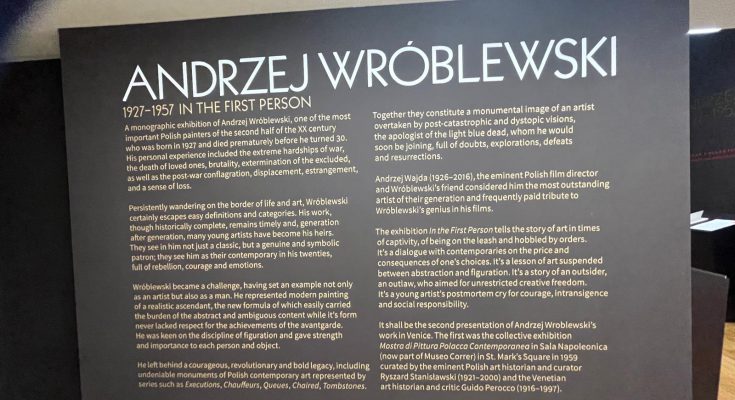 ANDRZEJ WRÓBLEWSKI
1927–1957 IN THE FIRST PERSON
A monographic exhibition of Andrzej Wróblewski, one of the most
important Polish painters of the second half of the XX century
who was born in 1927 and died prematurely before he turned 30.
His personal experience included the extreme hardships of war,
the death of loved ones, brutality, extermination of the excluded,
as well as the post-war conflagration, displacement, estrangement,
and a sense of loss.
Persistently wandering on the border of life and art, Wróblewski
certainly escapes easy definitions and categories. His work,
though historically complete, remains timely and, generation
after generation, many young artists have become his heirs.
They see in him not just a classic, but a genuine and symbolic
patron; they see him as their contemporary in his twenties,
full of rebellion, courage and emotions.
Wróblewski became a challenge, having set an example not only
as an artist but also as a man. He represented modern painting
of a realistic ascendant, the new formula of which easily carried
the burden of the abstract and ambiguous content while it's form
never lacked respect for the achievements of the avantgarde.
He was keen on the discipline of figuration and gave strength
and importance to each person and object.
He left behind a courageous, revolutionary and bold legacy, including
undeniable monuments of Polish contemporary art represented by
series such as Executions, Chauffeurs, Queues, Chaired, Tombstones.
Together they constitute a monumental image of an artist
overtaken by post-catastrophic and dystopic visions,
the apologist of the light blue dead, whom he would
soon be joining, full of doubts, explorations, defeats
and resurrections.
Andrzej Wajda (1926–2016), the eminent Polish film director
and Wróblewski's friend considered him the most outstanding
artist of their generation and frequently paid tribute to
Wróblewski's genius in his films.
The exhibition In the First Person tells the story of art in times
of captivity, of being on the leash and hobbled by orders.
It's a dialogue with contemporaries on the price and
consequences of one's choices. It's a lesson of art suspended
between abstraction and figuration. It's a story of an outsider,
an outlaw, who aimed for unrestricted creative freedom.
It's a young artist's postmortem cry for courage, intransigence
and social responsibility.
It shall be the second presentation of Andrzej Wroblewski's
work in Venice. The first was the collective exhibition
Mostra di Pittura Polacca Contemporanea in Sala Napoleonica
(now part of Museo Correr) in St. Mark's Square in 1959
curated by the eminent Polish art historian and curator
Ryszard Stanisławski (1921–2000) and the Venetian
art historian and critic Guido Perocco (1916–1997).